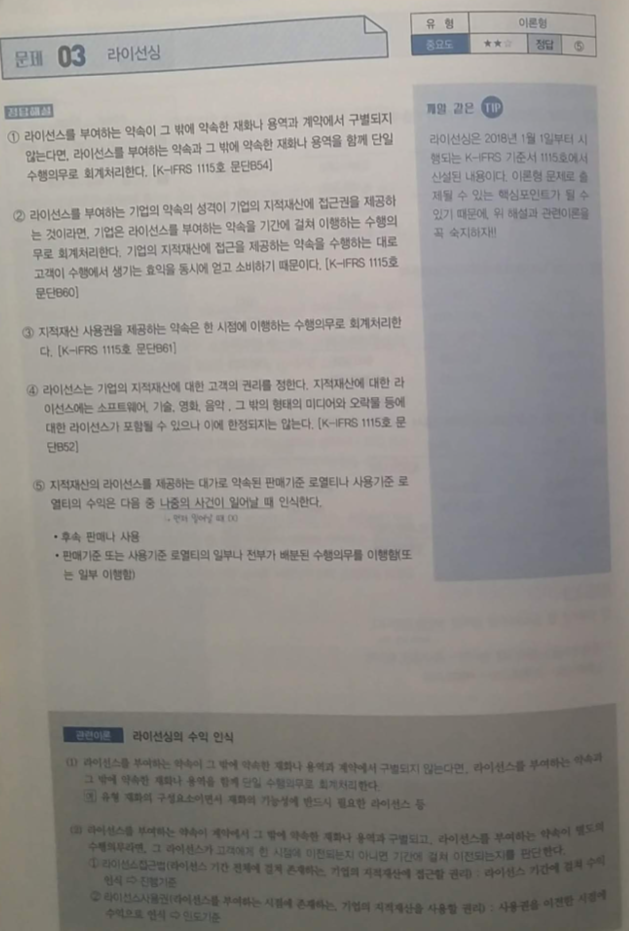 문제 03 라이선싱
유 형 이론형
중요도 ★★☆ 정답 ⑤
정답해설
① 라이선스를 부여하는 약속이 그 밖에 약속한 재화나 용역과 계약에서 구별되지
않는다면, 라이선스를 부여하는 약속과 그 밖에 약속한 재화나 용역을 함께 단일
수행의무로 회계처리한다. [K-IFRS 1115호 문단B54]
② 라이선스를 부여하는 기업의 약속의 성격이 기업의 지적재산에 접근권을 제공하
는 것이라면, 기업은 라이선스를 부여하는 약속을 기간에 걸쳐 이행하는 수행의
무로 회계처리한다. 기업의 지적재산에 접근을 제공하는 약속을 수행하는 대로
고객이 수행에서 생기는 효익을 동시에 얻고 소비하기 때문이다. [K-IFRS 1115호
문단B60]
③ 지적재산 사용권을 제공하는 약속은 한 시점에 이행하는 수행의무로 회계처리한
다. [K-IFRS 1115호 문단B61]
④ 라이선스는 기업의 지적재산에 대한 고객의 권리를 정한다. 지적재산에 대한 라
이선스에는 소프트웨어, 기술, 영화, 음악 , 그 밖의 형태의 미디어와 오락물 등에
대한 라이선스가 포함될 수 있으나 이에 한정되지는 않는다. [K-IFRS 1115호 문
단B52]
⑤ 지적재산의 라이선스를 제공하는 대가로 약속된 판매기준 로열티나 사용기준 로
열티의 수익은 다음 중 나중의 사건이 일어날 때 인식한다.
→ 먼저 일어날 때 (X)
• 후속 판매나 사용
• 판매기준 또는 사용기준 로열티의 일부나 전부가 배분된 수행의무를 이행함(또
는 일부 이행함)
깨알 같은 TIP
라이선싱은 2018년 1월 1일부터 시
행되는 K-IFRS 기준서 1115호에서
신설된 내용이다. 이론형 문제로 출
제될 수 있는 핵심포인트가 될 수
있기 때문에, 위 해설과 관련이론을
꼭 숙지하자!!
관련이론 라이선싱의 수익 인식
(1) 라이선스를 부여하는 약속이 그 밖에 약속한 재화나 용역과 계약에서 구별되지 않는다면, 라이선스를 부여하는 약속과
그 밖에 약속한 재화나 용역을 함께 단일 수행의무로 회계처리한다.
유형 재화의 구성요소이면서 재화의 기능성에 반드시 필요한 라이선스 등
라이선스를 부여하는 약속이 계약에서 그 밖에 약속한 재화나 용역과 구별되고, 라이선스를 부여하는 약속이 별도의
수행의무라면, 그 라이선스가 고객에게 한 시점에 이전되는지 아니면 기간에 걸쳐 이전되는지를 판단한다.
① 라이선스접근법(라이선스 기간 전체에 걸쳐 존재하는, 기업의 지적재산에 접근할 권리) : 라이선스 기간에 걸쳐 수익
인식 ⇨ 진행기준
② 라이선스사용권(라이선스를 부여하는 시점에 존재하는, 기업의 지적재산을 사용할 권리) : 사용권을 이전한 시점에
수익으로 인식 ⇨ 인도기준